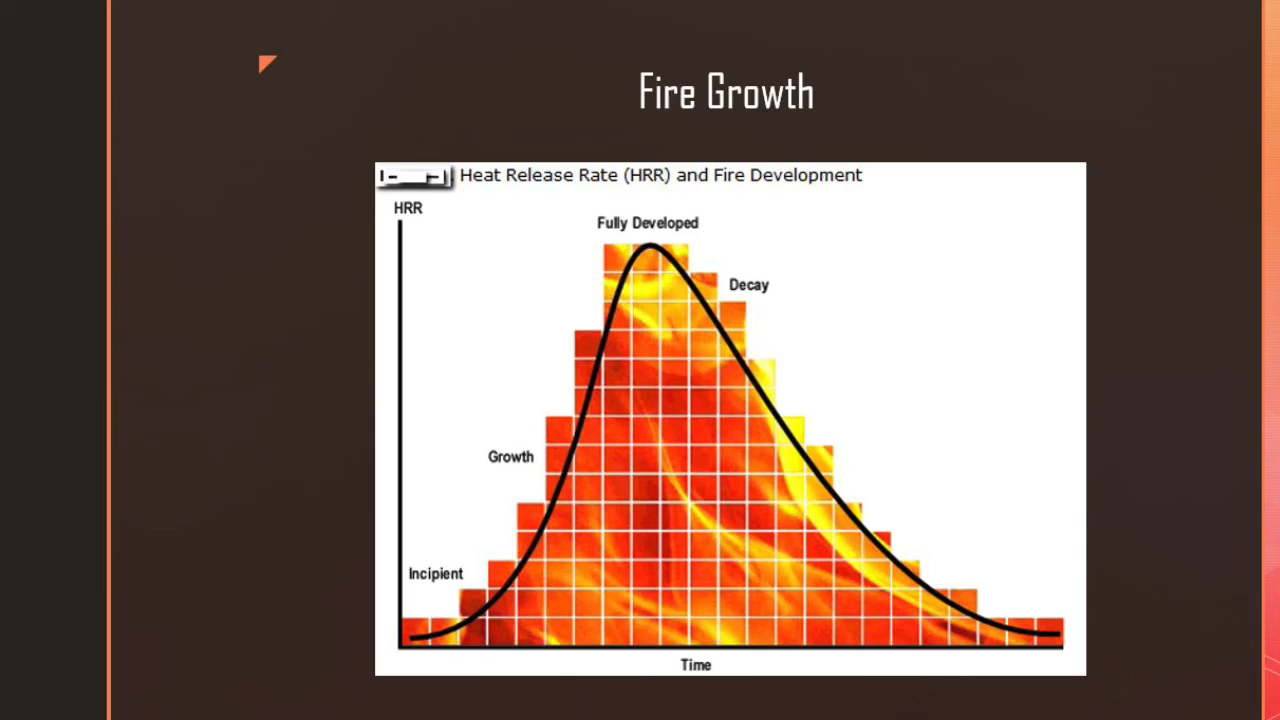 Fire Growth
Heat Release Rate (HRR) and Fire Development
HRR
Fully Developed
Decay
Growth
Incipient
Time